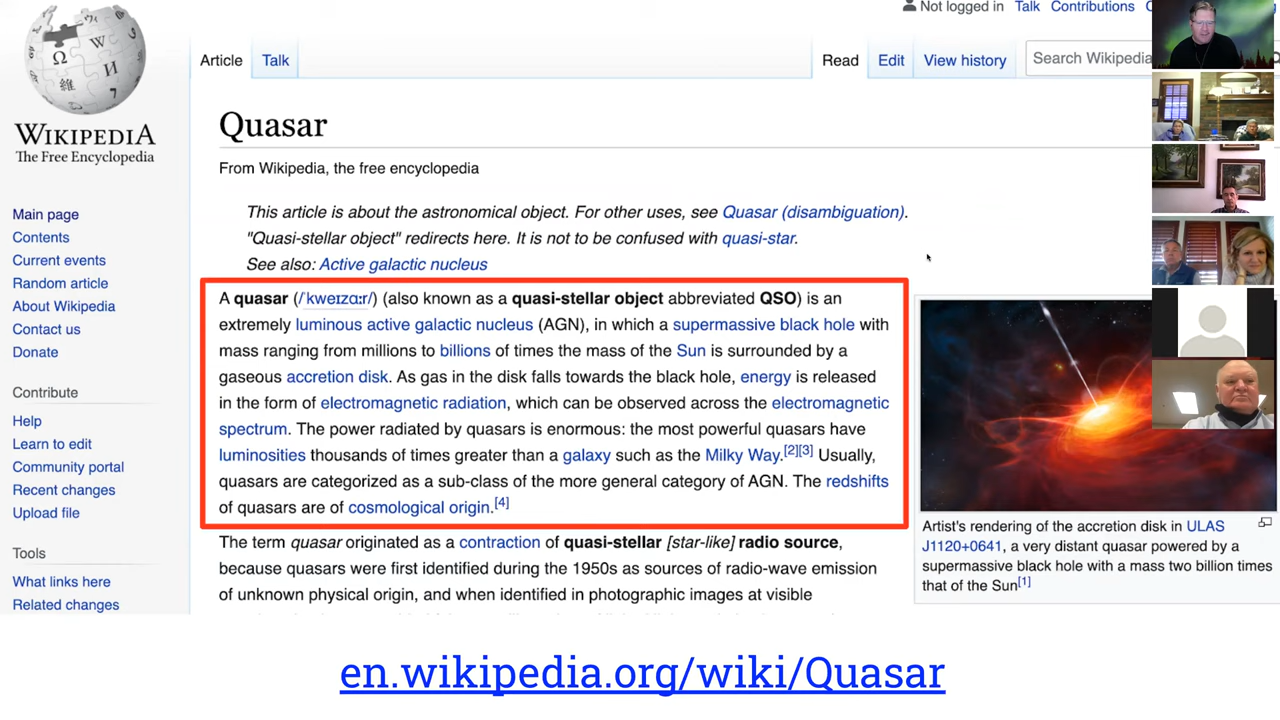 Not logged in Talk Contributions
Article Talk Read Edit View history Search Wikipedia
WIKIPEDIA
The Free Encyclopedia
Main page
Contents
Current events
Random article
About Wikipedia
Contact us
Donate
Contribute
Help
Learn to edit
Community portal
Recent changes
Upload file
Tools
What links here
Related changes
Quasar
From Wikipedia, the free encyclopedia
This article is about the astronomical object. For other uses, see Quasar (disambiguation).
"Quasi-stellar object" redirects here. It is not to be confused with quasi-star.
See also: Active galactic nucleus
A quasar (/ˈkweɪzɑːr/) (also known as a quasi-stellar object abbreviated QSO) is an
extremely luminous active galactic nucleus (AGN), in which a supermassive black hole with
mass ranging from millions to billions of times the mass of the Sun is surrounded by a
gaseous accretion disk. As gas in the disk falls towards the black hole, energy is released
in the form of electromagnetic radiation, which can be observed across the electromagnetic
spectrum. The power radiated by quasars is enormous: the most powerful quasars have
luminosities thousands of times greater than a galaxy such as the Milky Way.[2][3] Usually,
quasars are categorized as a sub-class of the more general category of AGN. The redshifts
of quasars are of cosmological origin.[4]
The term quasar originated as a contraction of quasi-stellar [star-like] radio source,
because quasars were first identified during the 1950s as sources of radio-wave emission
of unknown physical origin, and when identified in photographic images at visible
Artist's rendering of the accretion disk in ULAS
J1120+0641, a very distant quasar powered by a
supermassive black hole with a mass two billion times
that of the Sun[1]
en.wikipedia.org/wiki/Quasar